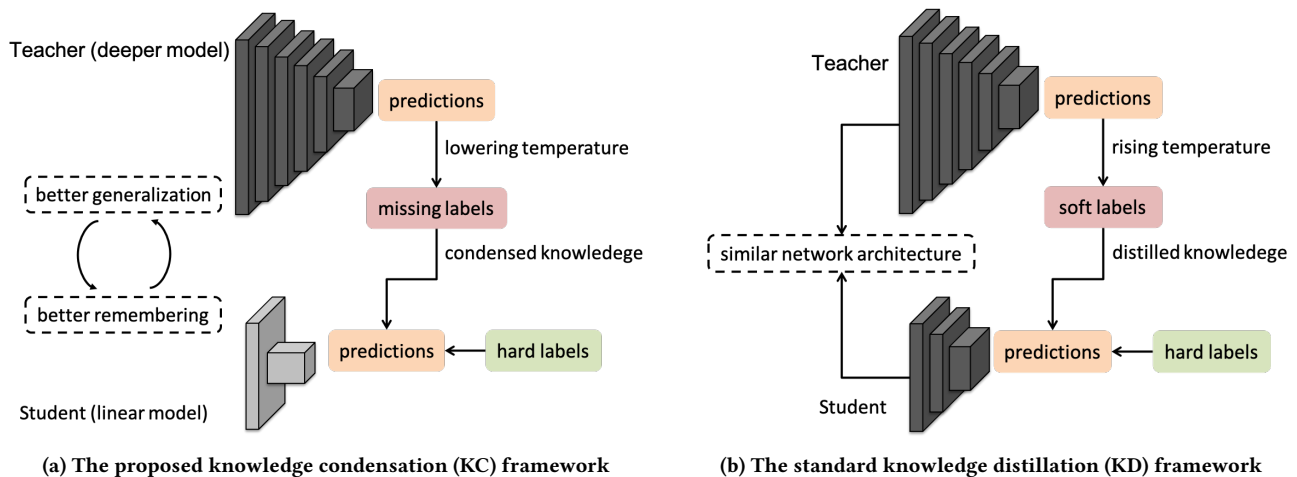 Teacher (deeper model)
predictions
lowering temperature
better generalization
missing labels
condensed knowledege
better remembering
predictions
hard labels
Student (linear model)
(a) The proposed knowledge condensation (KC) framework
Teacher
predictions
rising temperature
soft labels
similar network architecture
distilled knowledege
predictions
hard labels
Student
(b) The standard knowledge distillation (KD) framework